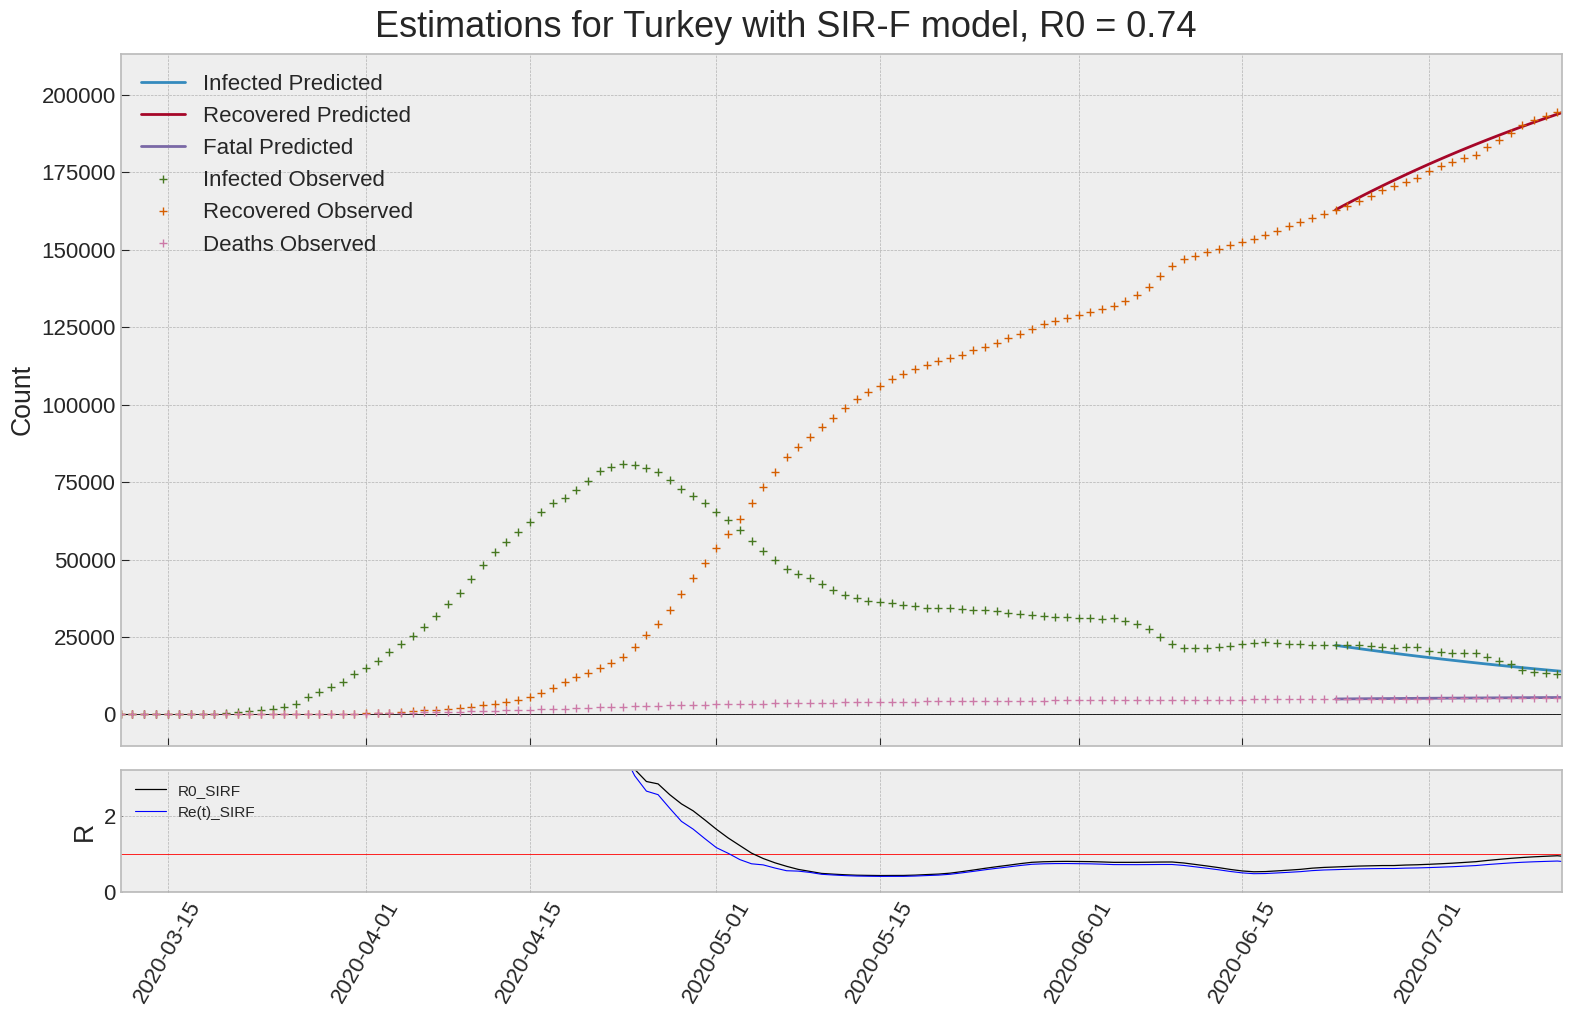 Estimations for Turkey with SIR-F model, R0 = 0.74
Infected Predicted
Recovered Predicted
Fatal Predicted
Infected Observed
Recovered Observed
Deaths Observed
200000
175000
150000
125000
100000
75000
50000
25000
0
Count
R0_SIRF
Re(t)_SIRF
2
0
R
2020-03-15
2020-04-01
2020-04-15
2020-05-01
2020-05-15
2020-06-01
2020-06-15
2020-07-01